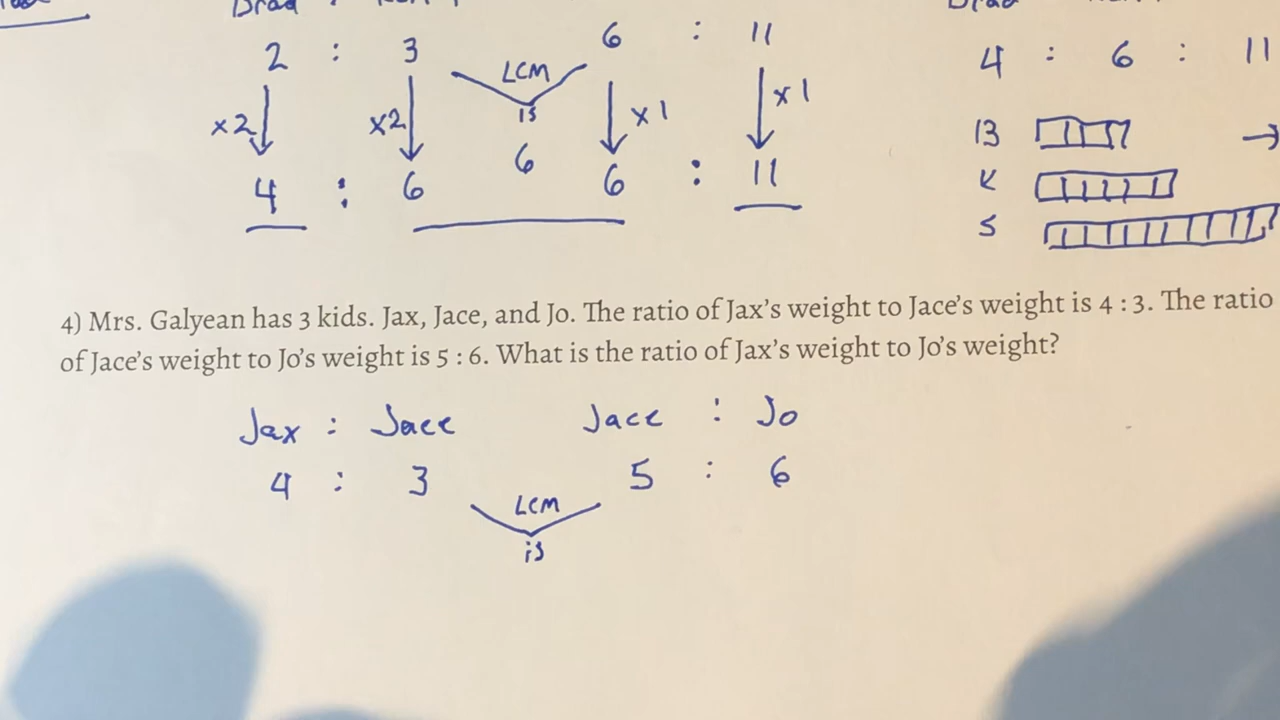 2 : 3 6 : 11
4 : 6 : 11
LCM
x2 x2 is x1 x1
6
4 : 6 6 : 11
B
K
S
4) Mrs. Galyean has 3 kids. Jax, Jace, and Jo. The ratio of Jax's weight to Jace's weight is 4 : 3. The ratio
of Jace's weight to Jo's weight is 5 : 6. What is the ratio of Jax's weight to Jo's weight?
Jax : Jace Jace : Jo
4 : 3 5 : 6
LCM
is